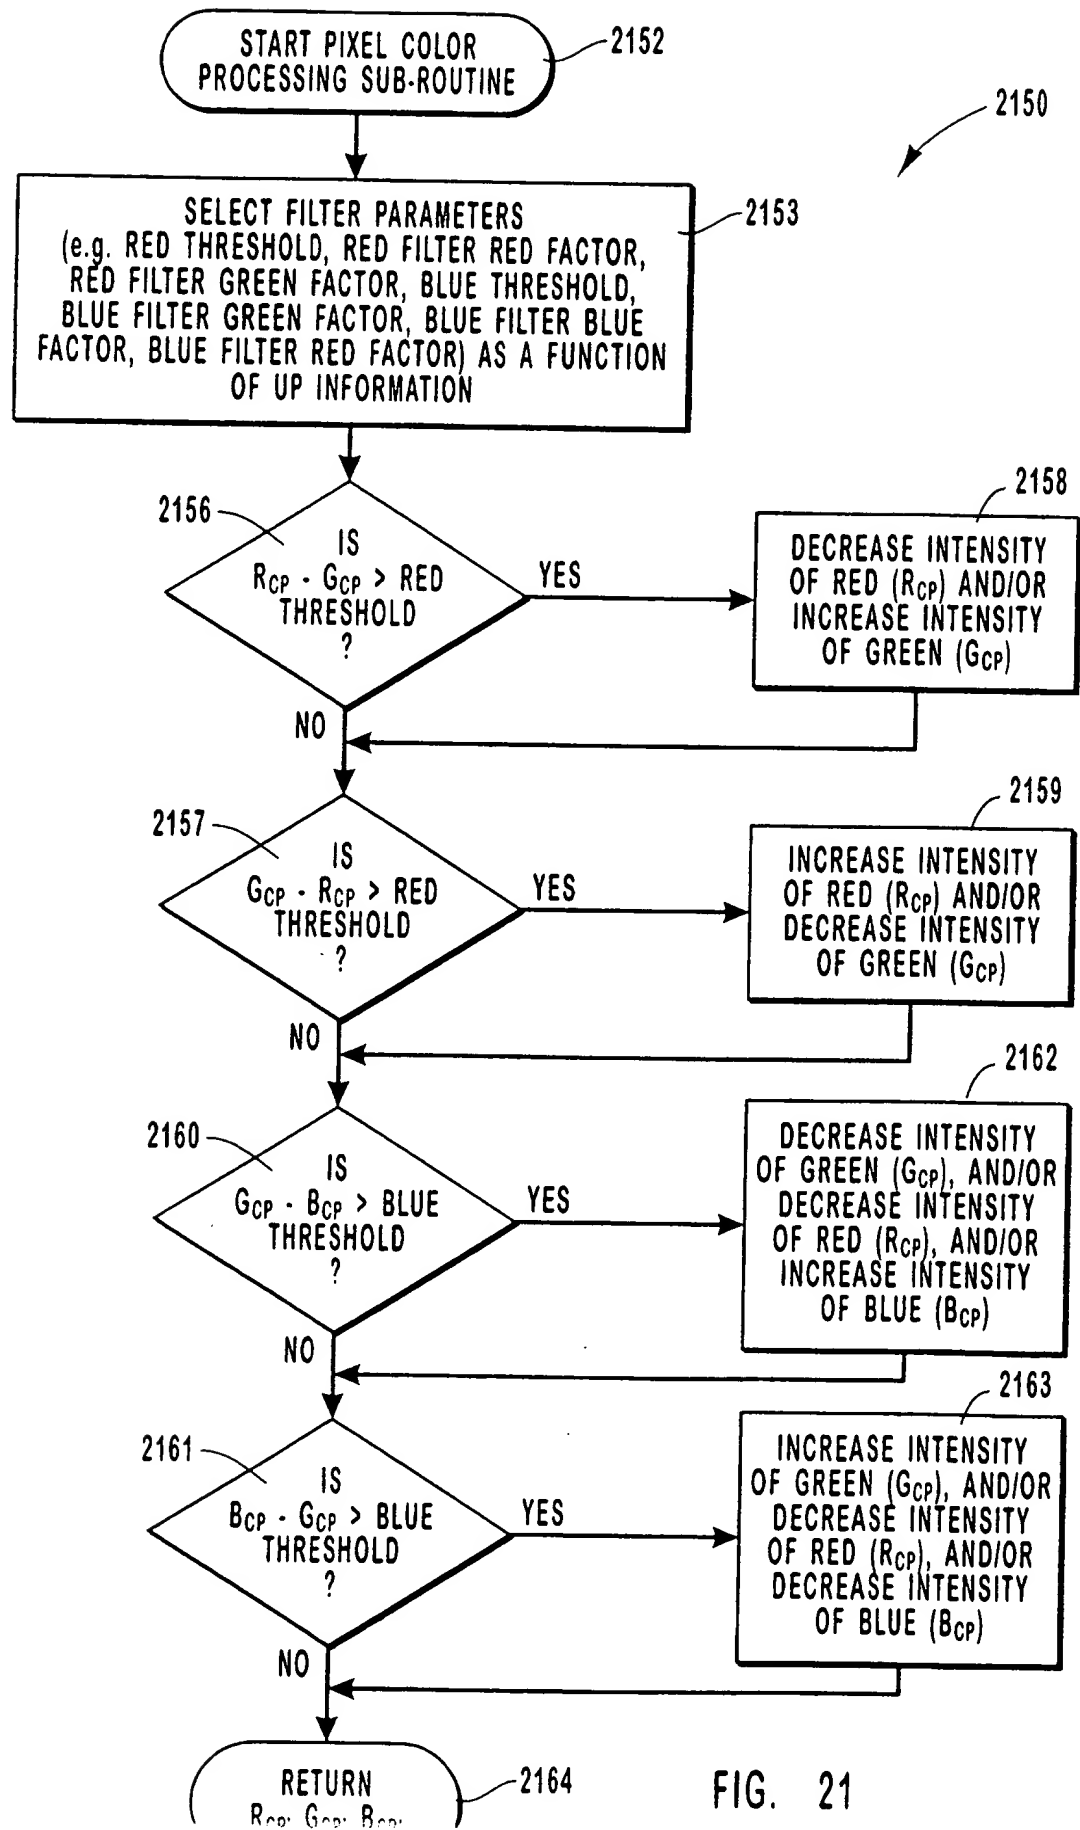 START PIXEL COLOR
PROCESSING SUB-ROUTINE
2152
2150
SELECT FILTER PARAMETERS
(e.g. RED THRESHOLD, RED FILTER RED FACTOR,
RED FILTER GREEN FACTOR, BLUE THRESHOLD,
BLUE FILTER GREEN FACTOR, BLUE FILTER BLUE
FACTOR, BLUE FILTER RED FACTOR) AS A FUNCTION
OF UP INFORMATION
2153
2156
IS
RCP - GCP > RED
THRESHOLD
?
YES
NO
2158
DECREASE INTENSITY
OF RED (RCP) AND/OR
INCREASE INTENSITY
OF GREEN (GCP)
2157
IS
GCP - RCP > RED
THRESHOLD
?
YES
NO
2159
INCREASE INTENSITY
OF RED (RCP) AND/OR
DECREASE INTENSITY
OF GREEN (GCP)
2160
IS
GCP - BCP > BLUE
THRESHOLD
?
YES
NO
2162
DECREASE INTENSITY
OF GREEN (GCP), AND/OR
DECREASE INTENSITY
OF RED (RCP), AND/OR
INCREASE INTENSITY
OF BLUE (BCP)
2161
IS
BCP - GCP > BLUE
THRESHOLD
?
YES
NO
2163
INCREASE INTENSITY
OF GREEN (GCP), AND/OR
DECREASE INTENSITY
OF RED (RCP), AND/OR
DECREASE INTENSITY
OF BLUE (BCP)
RETURN
RCP; GCP; BCP;
2164
FIG. 21